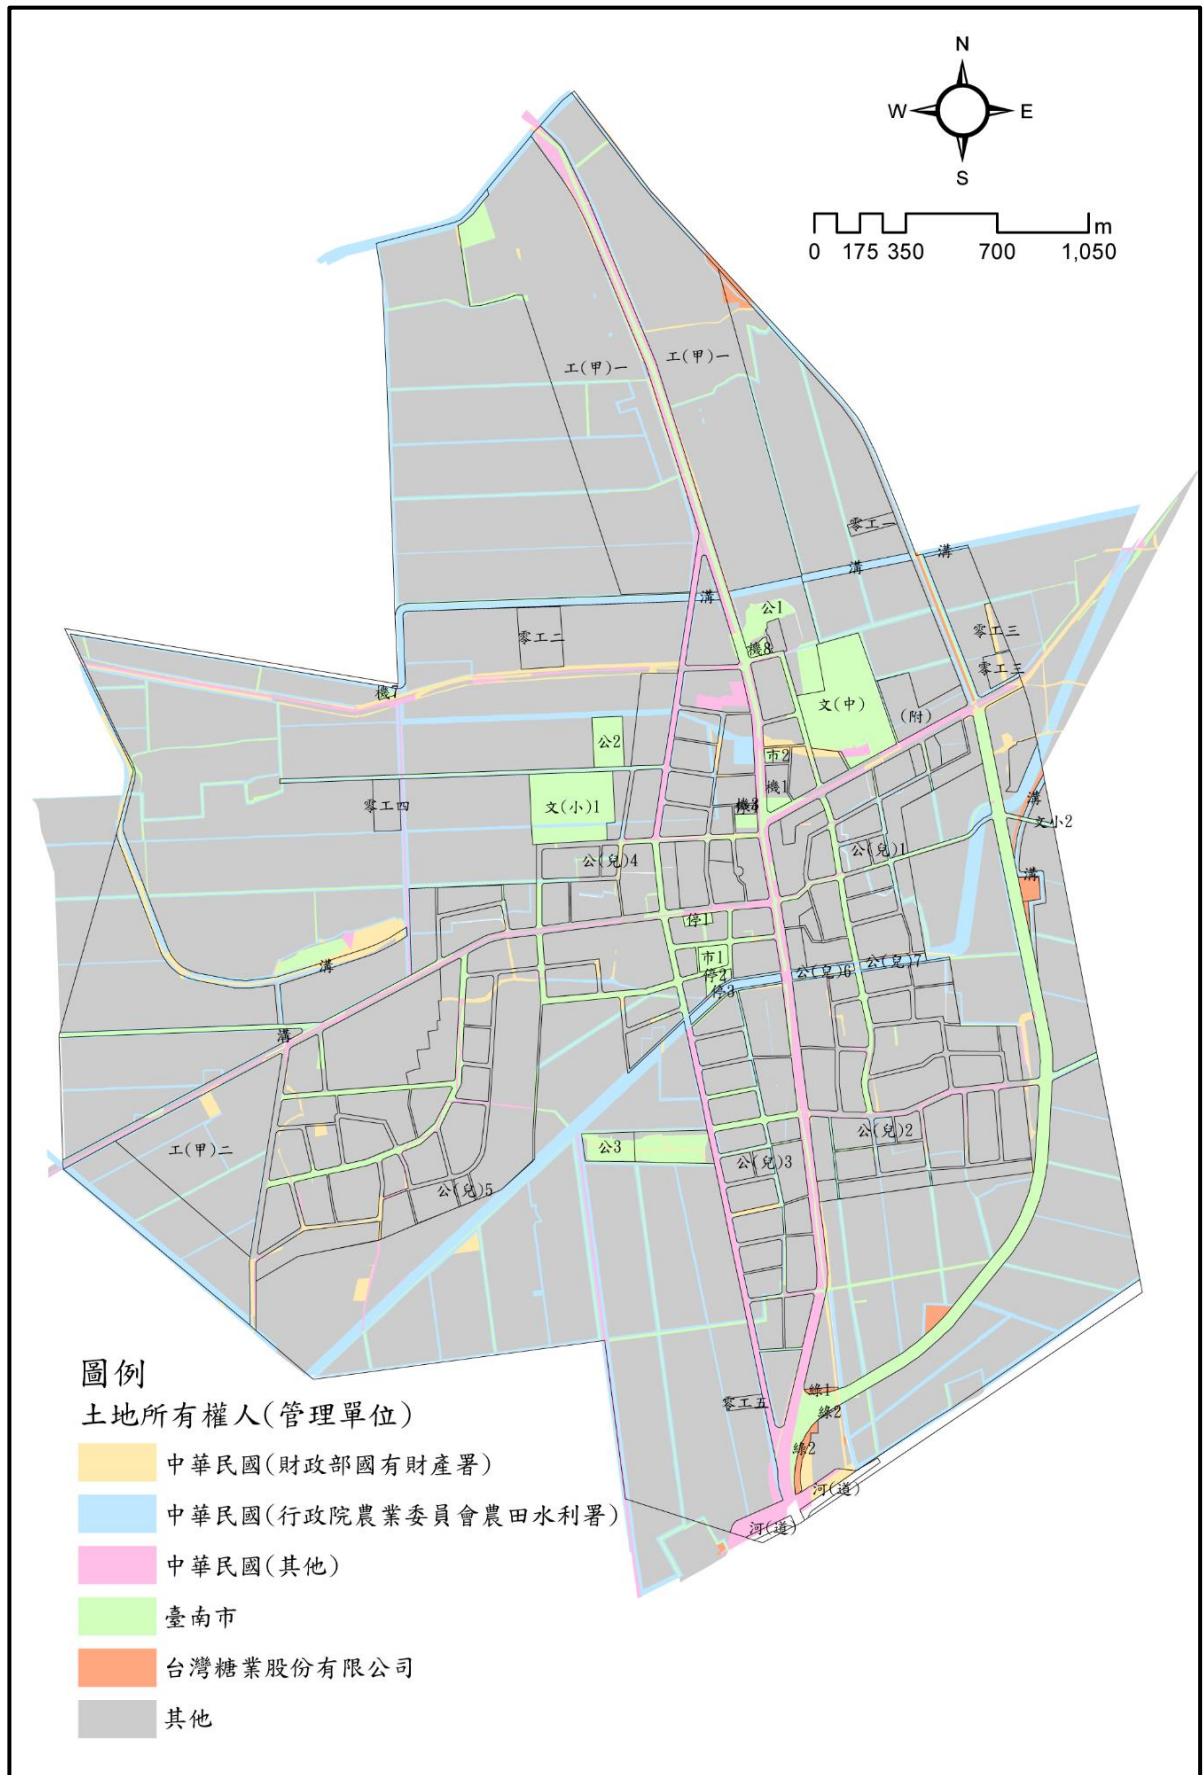 N
W E
S
m
0 175 350 700 1,050
工(甲)一
工(甲)一
零工一
溝
溝
溝
公1
零工二
機8
零工三
零工三
機7
文(中)
(附)
公2
市2
零工四
文(小)1
機1
溝
文小2
公(兒)4
公(兒)1
溝
停1
市1
公(兒)7
公(兒)6
溝
停2
停3
溝
工(甲)二
公3
公(兒)2
公(兒)3
公(兒)5
綠1
零工五
綠2
綠2
河(道)
河(道)
圖例
土地所有權人(管理單位)
中華民國(財政部國有財產署)
中華民國(行政院農業委員會農田水利署)
中華民國(其他)
臺南市
台灣糖業股份有限公司
其他